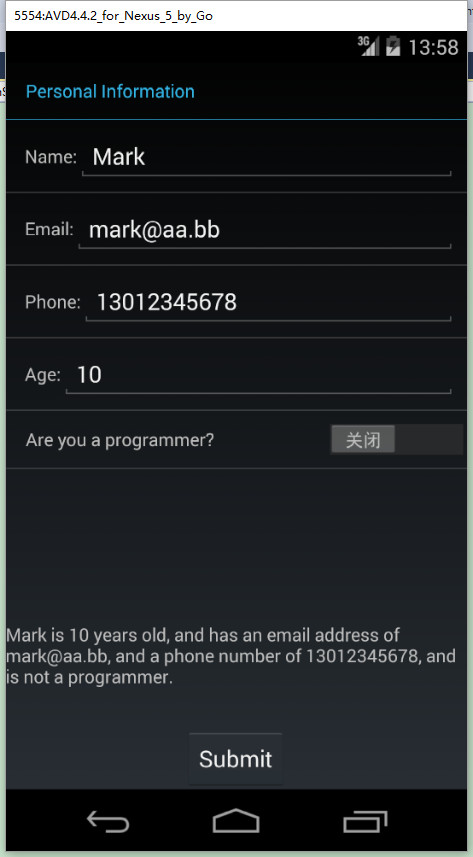 5554:AVD4.4.2_for_Nexus_5_by_Go
3G 13:58
Personal Information
Name: Mark
Email: mark@aa.bb
Phone: 13012345678
Age: 10
Are you a programmer? 关闭
Mark is 10 years old, and has an email address of
mark@aa.bb, and a phone number of 13012345678, and
is not a programmer.
Submit